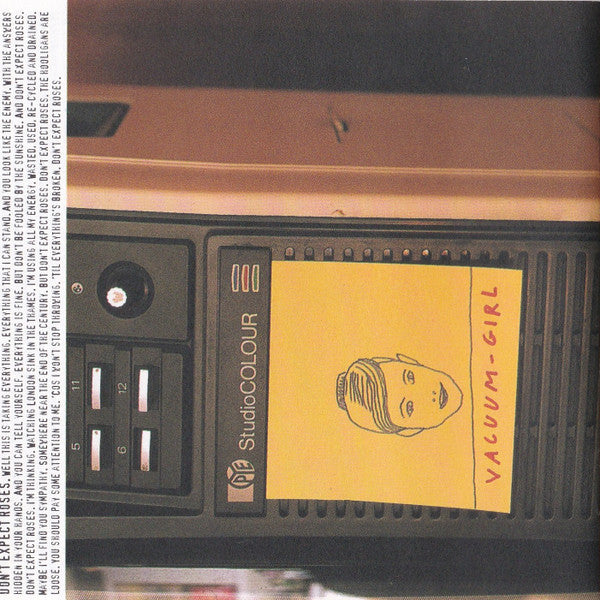 DON'T EXPECT ROSES. WELL THIS IS TAKING EVERYTHING, EVERYTHING THAT I CAN STAND, AND YOU LOOK LIKE THE ENEMY, WITH THE ANSWERS
HIDDEN IN YOUR HANDS. AND YOU CAN TELL YOURSELF, EVERYTHING IS FINE. BUT DON'T BE FOOLED BY THE SUNSHINE. AND DON'T EXPECT ROSES.
DON'T EXPECT ROSES. I'M THINKING, WATCHING LONDON SINK IN THE THAMES. I'M USING ALL MY ENERGY, WASTED, USED, RE-CYCLED AND DRAINED.
MAYBE I'LL FIND YOU SYMPATHY, SOMEWHERE NEAR THE END OF THE CENTURY. BUT DON'T EXPECT ROSES. DON'T EXPECT ROSES. THE HOOLIGANS ARE
LOOSE. YOU SHOULD PAY SOME ATTENTION TO ME. 'COS I WON'T STOP THROWING, 'TIL EVERYTHING'S BROKEN. DON'T EXPECT ROSES.
11
12
5
6
PYE
StudioCOLOUR
VACUUM-GIRL